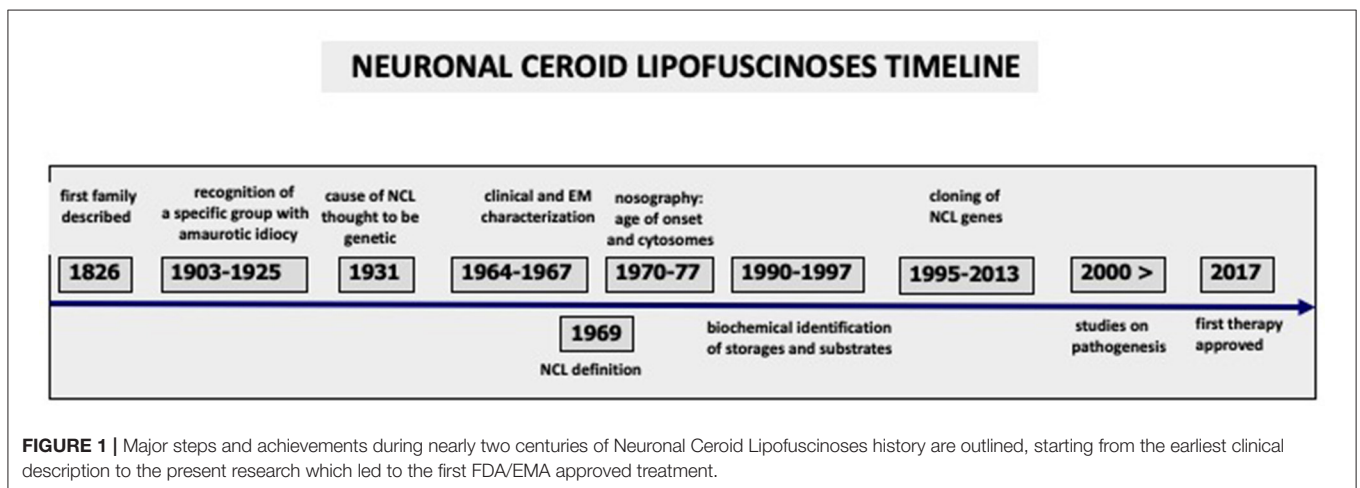 NEURONAL CEROID LIPOFUSCINOSES TIMELINE
first family
described
1826
recognition of
a specific group with
amaurotic idiocy
1903-1925
cause of NCL
thought to be
genetic
1931
clinical and EM
characterization
1964-1967
1969
NCL definition
nosography:
age of onset
and cytosomes
1970-77
1990-1997
biochemical identification
of storages and substrates
cloning of
NCL genes
1995-2013
2000 >
studies on
pathogenesis
2017
first therapy
approved
FIGURE 1 | Major steps and achievements during nearly two centuries of Neuronal Ceroid Lipofuscinoses history are outlined, starting from the earliest clinical
description to the present research which led to the first FDA/EMA approved treatment.